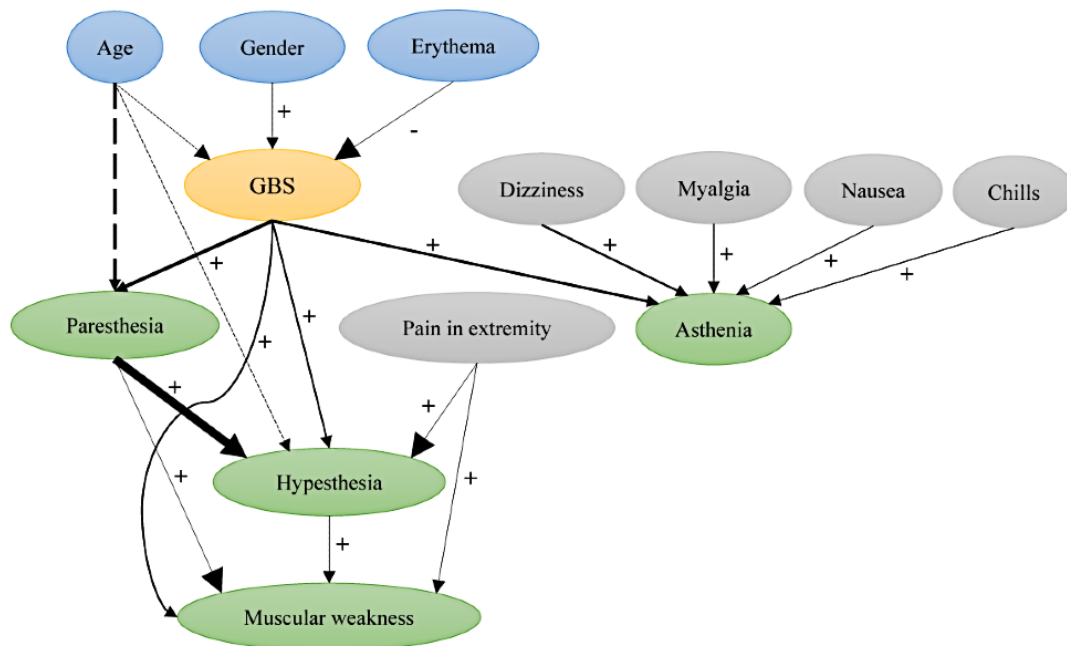 Age
Gender
Erythema
+
-
GBS
Dizziness
Myalgia
Nausea
Chills
+
+
+
+
+
+
Paresthesia
+
+
Pain in extremity
Asthenia
+
+
+
Hypesthesia
+
+
+
Muscular weakness